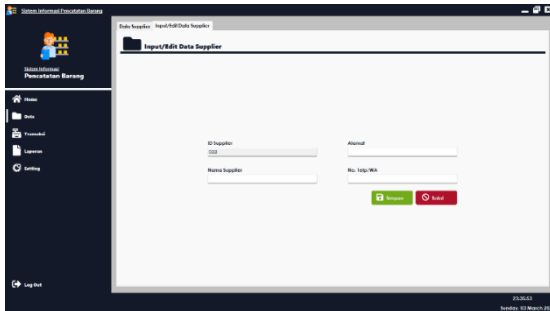 Sistem Informasi Pencatatan Barang
Data Supplier
Input/Edit Data Supplier
Input/Edit Data Supplier
Sistem Informasi
Pencatatan Barang
Home
Data
Transaksi
Laporan
Setting
ID Supplier
Alamat
Nama Supplier
No. Telp/WA
Simpan
Batal
Log Out
23:35:53
Sunday, 03 March 20